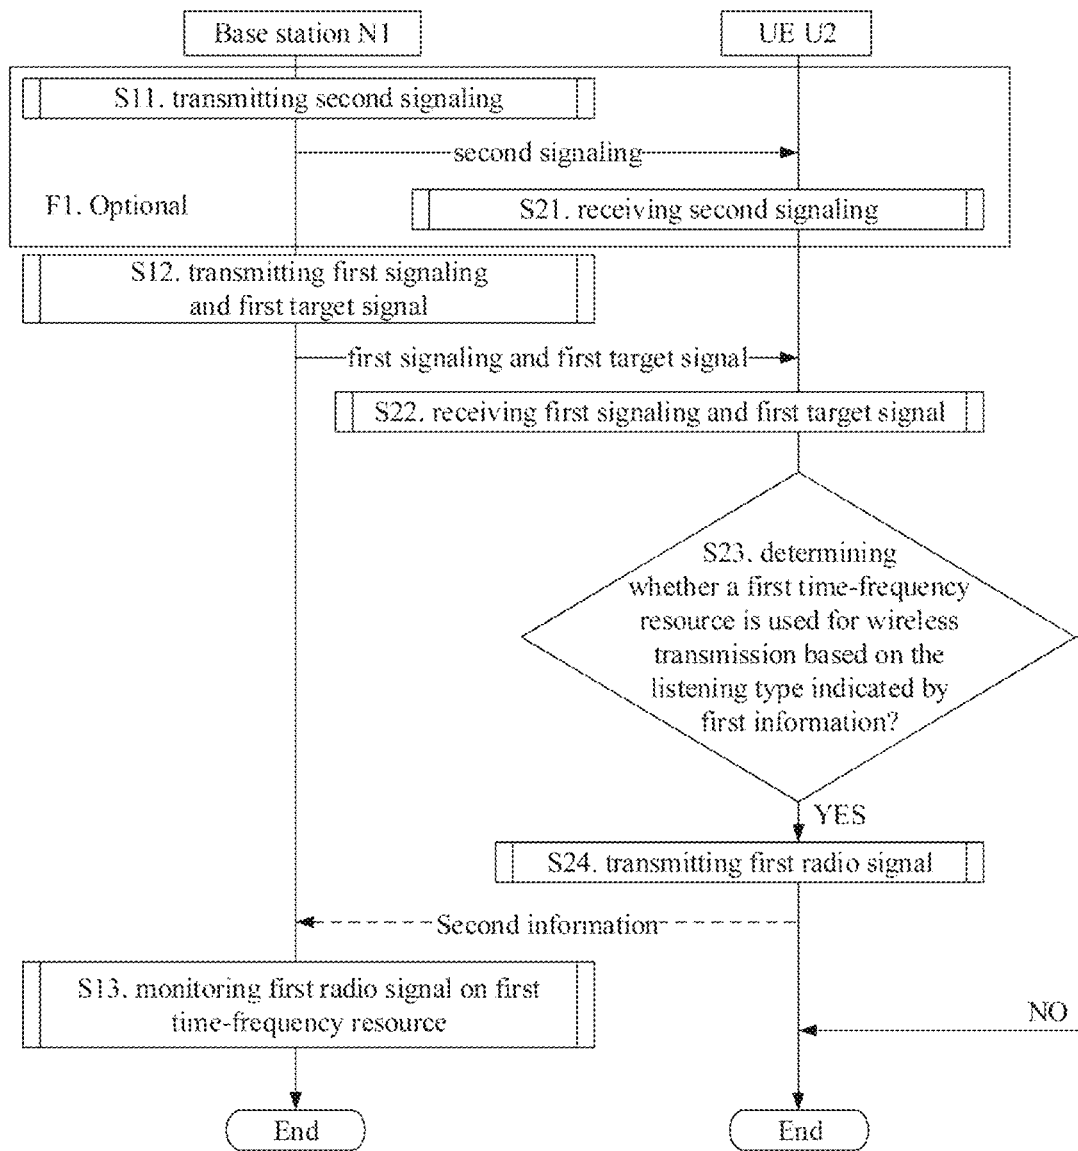 Base station N1
UE U2
S11. transmitting second signaling
second signaling
F1. Optional
S21. receiving second signaling
S12. transmitting first signaling
and first target signal
first signaling and first target signal
S22. receiving first signaling and first target signal
S23. determining
whether a first time-frequency
resource is used for wireless
transmission based on the
listening type indicated by
first information?
YES
S24. transmitting first radio signal
Second information
S13. monitoring first radio signal on first
time-frequency resource
NO
End
End